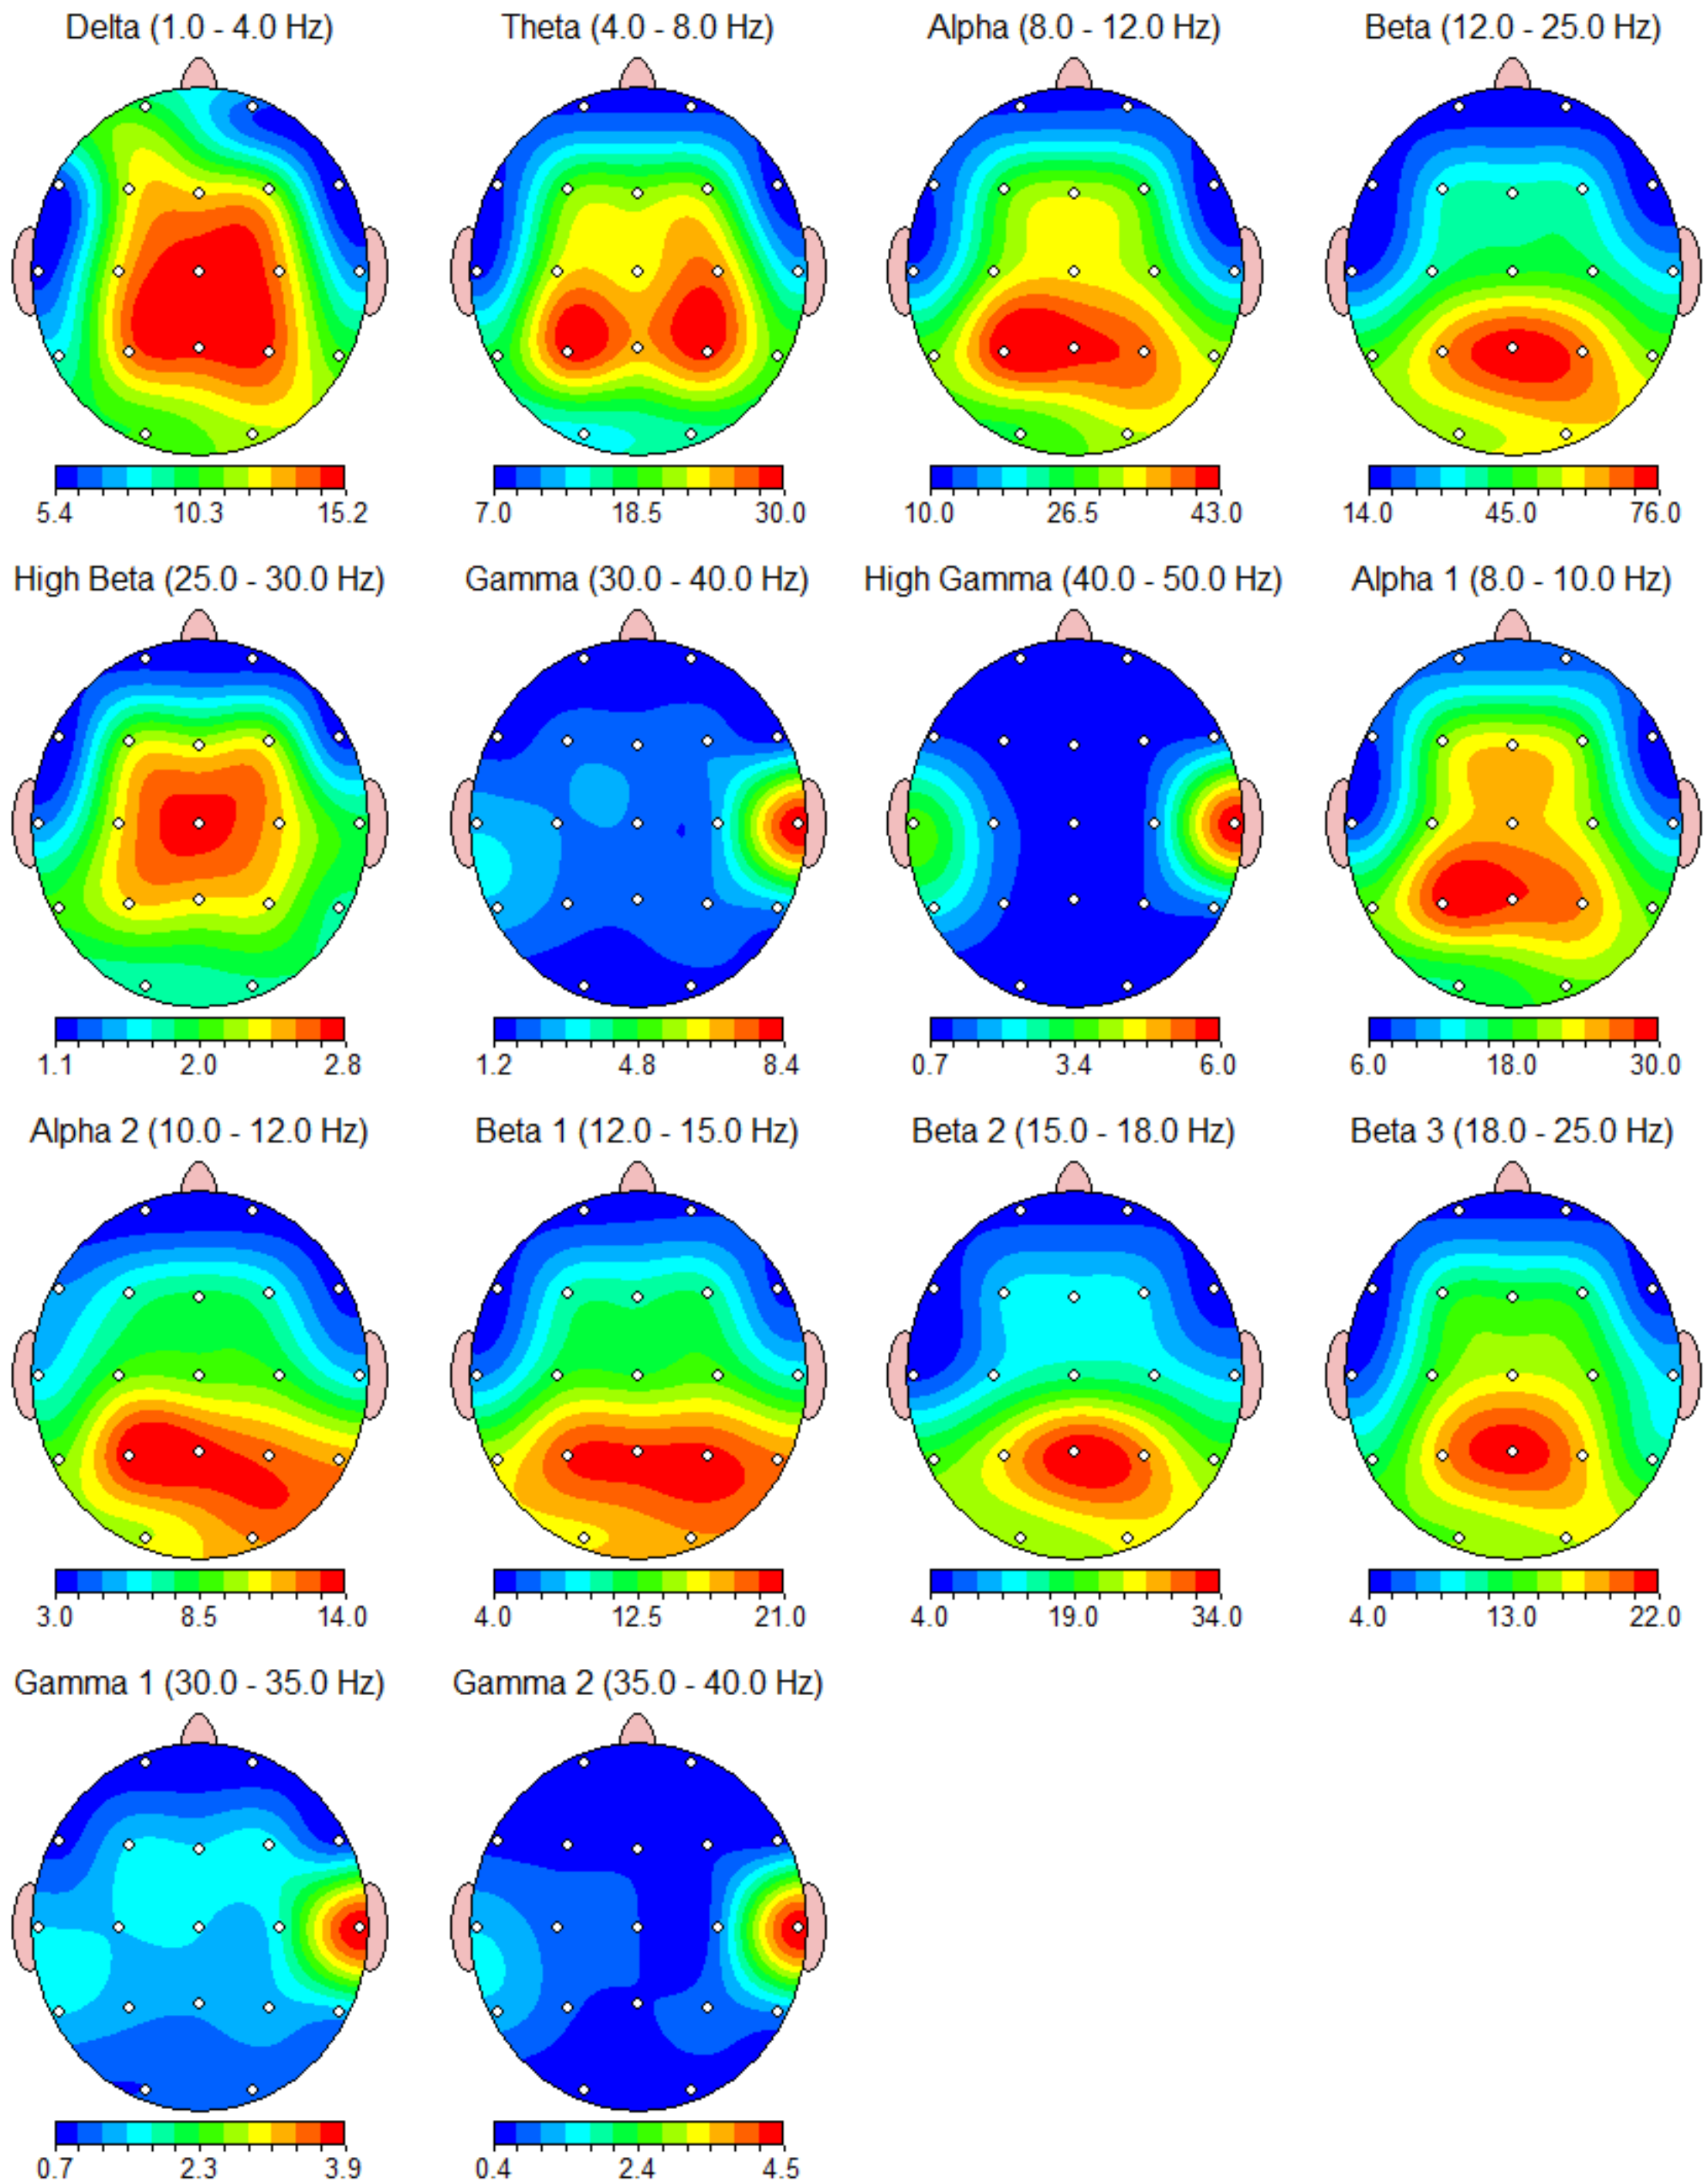 Delta (1.0 - 4.0 Hz) Theta (4.0 - 8.0 Hz) Alpha (8.0 - 12.0 Hz) Beta (12.0 - 25.0 Hz)
5.4 10.3 15.2 7.0 18.5 30.0 10.0 26.5 43.0 14.0 45.0 76.0
High Beta (25.0 - 30.0 Hz) Gamma (30.0 - 40.0 Hz) High Gamma (40.0 - 50.0 Hz) Alpha 1 (8.0 - 10.0 Hz)
1.1 2.0 2.8 1.2 4.8 8.4 0.7 3.4 6.0 6.0 18.0 30.0
Alpha 2 (10.0 - 12.0 Hz) Beta 1 (12.0 - 15.0 Hz) Beta 2 (15.0 - 18.0 Hz) Beta 3 (18.0 - 25.0 Hz)
3.0 8.5 14.0 4.0 12.5 21.0 4.0 19.0 34.0 4.0 13.0 22.0
Gamma 1 (30.0 - 35.0 Hz) Gamma 2 (35.0 - 40.0 Hz)
0.7 2.3 3.9 0.4 2.4 4.5